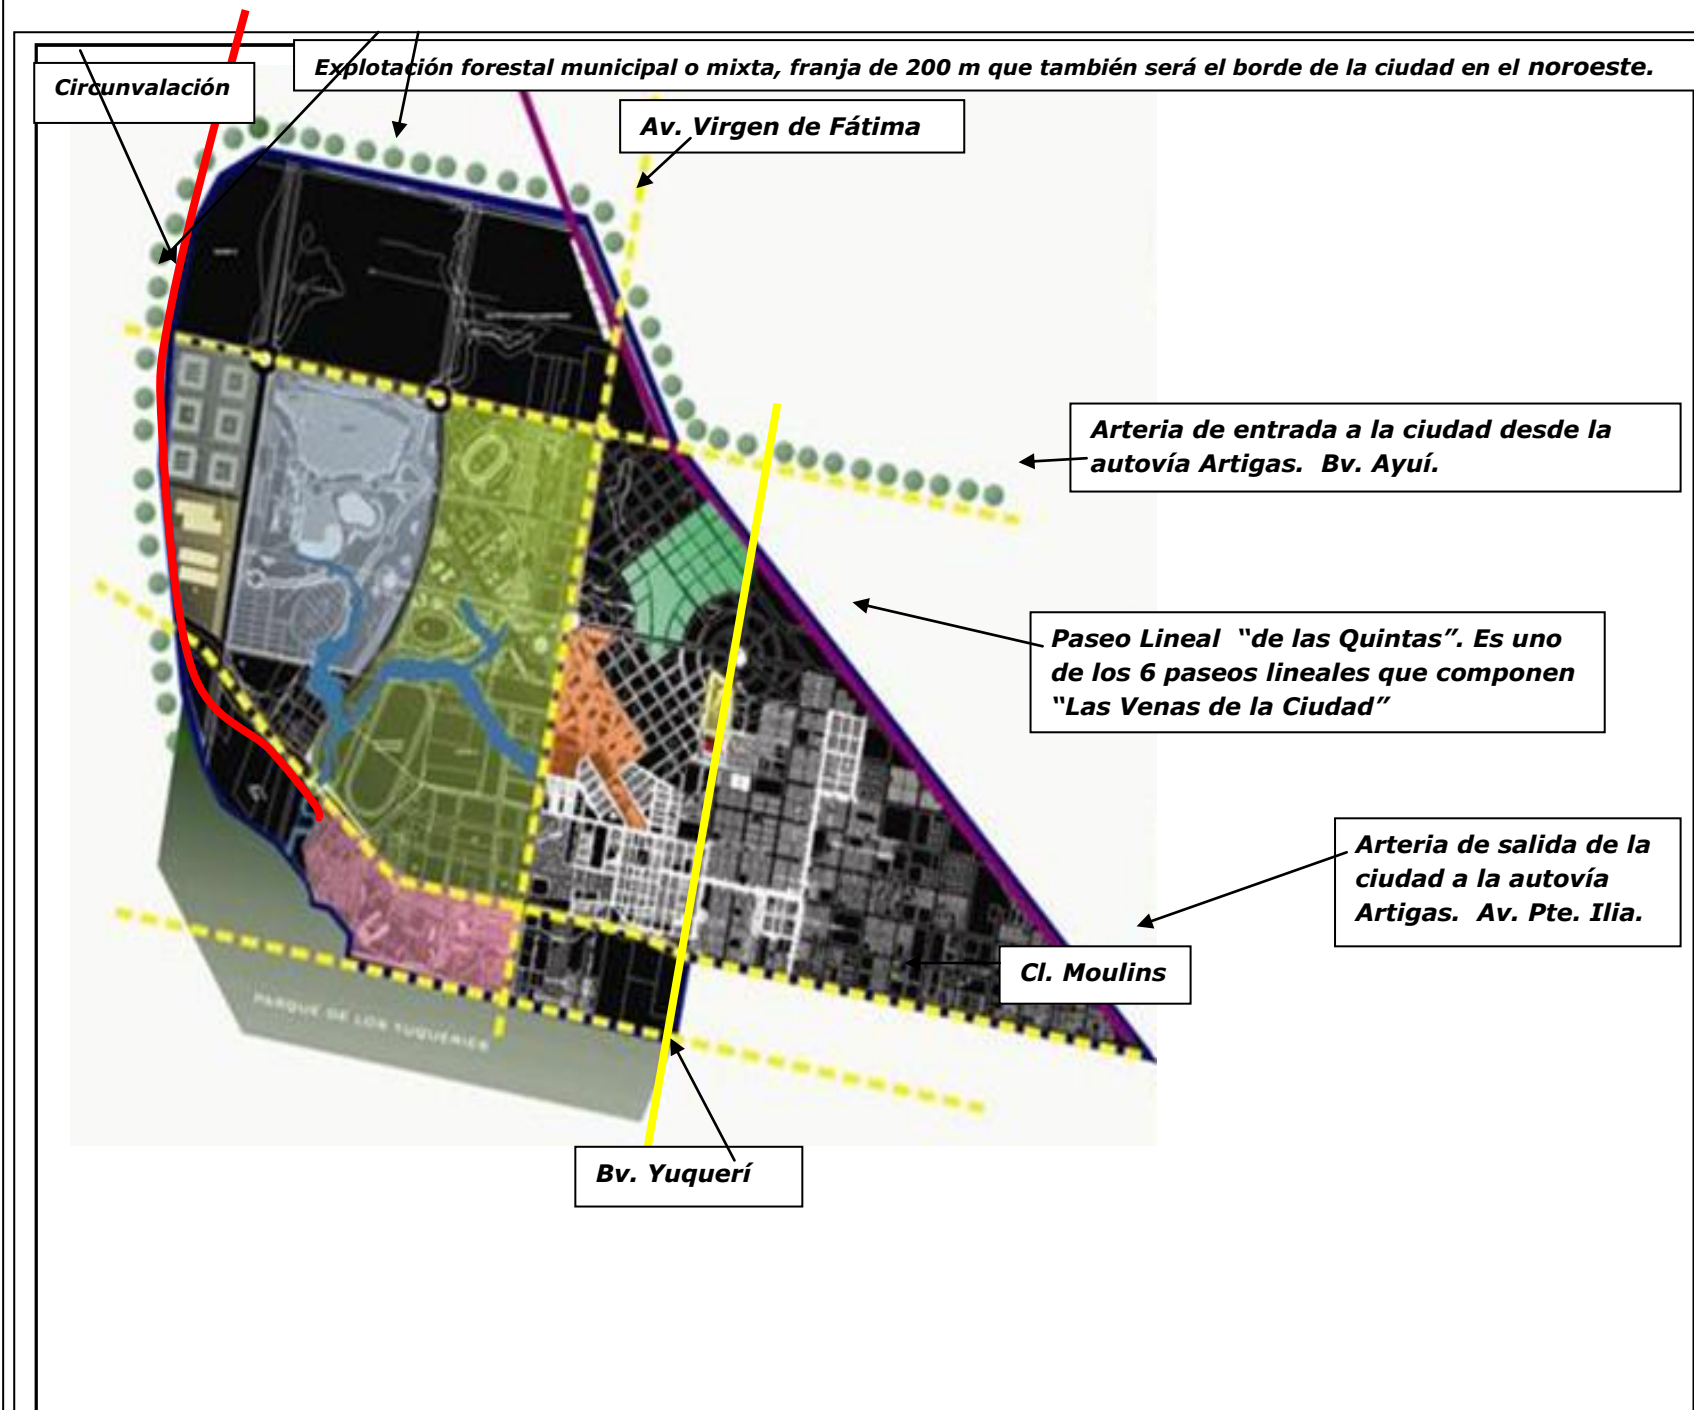 Explotación forestal municipal o mixta, franja de 200 m que también será el borde de la ciudad en el noroeste.
Circunvalación
Av. Virgen de Fátima
Arteria de entrada a la ciudad desde la
autovía Artigas.  Bv. Ayuí.
Paseo Lineal  “de las Quintas”. Es uno
de los 6 paseos lineales que componen
“Las Venas de la Ciudad”
Arteria de salida de la
ciudad a la autovía
Artigas.  Av. Pte. Ilia.
Cl. Moulins
PARQUE DE LOS YUQUERIES
Bv. Yuquerí